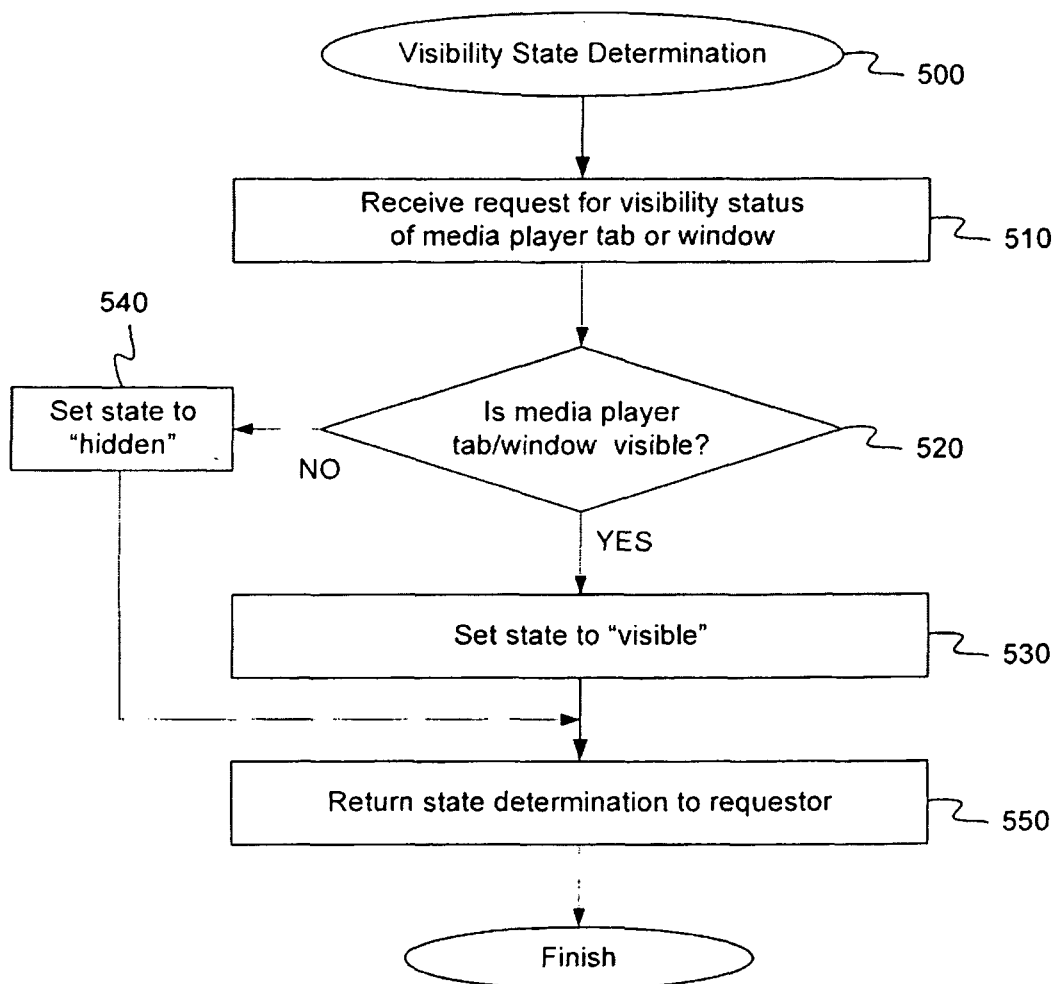 Visibility State Determination
500
Receive request for visibility status
of media player tab or window
510
540
Set state to
“hidden”
NO
Is media player
tab/window visible?
520
YES
Set state to “visible”
530
Return state determination to requestor
550
Finish